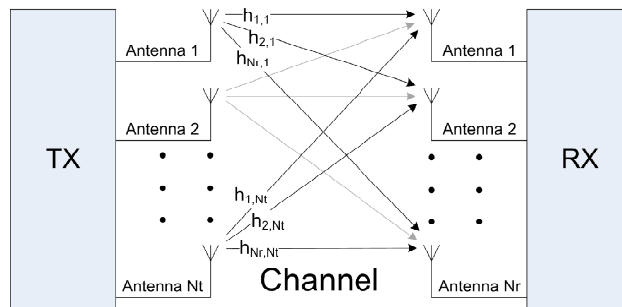 h1,1
Antenna 1
h2,1
Antenna 1
hNr,1
Antenna 2
Antenna 2
TX
RX
h1,Nt
h2,Nt
hNr,Nt
Antenna Nt
Channel
Antenna Nr